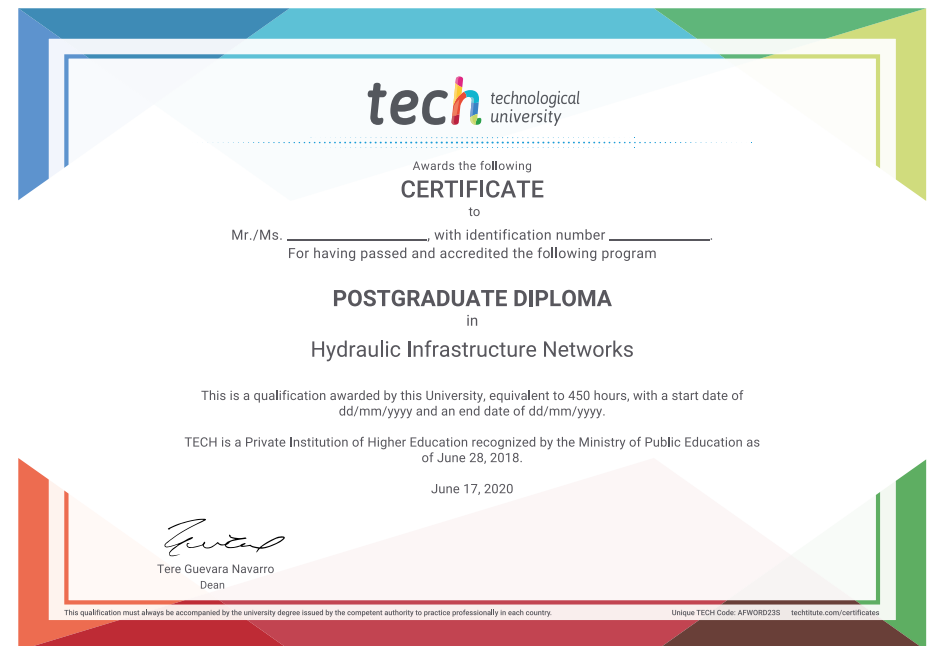 tech technological
university
Awards the following
CERTIFICATE
to
Mr./Ms. ____________________, with identification number ______________.
For having passed and accredited the following program
POSTGRADUATE DIPLOMA
in
Hydraulic Infrastructure Networks
This is a qualification awarded by this University, equivalent to 450 hours, with a start date of
dd/mm/yyyy and an end date of dd/mm/yyyy.
TECH is a Private Institution of Higher Education recognized by the Ministry of Public Education as
of June 28, 2018.
June 17, 2020
Tere Guevara Navarro
Dean
This qualification must always be accompanied by the university degree issued by the competent authority to practice professionally in each country. Unique TECH Code: AFWORD23S techtitute.com/certificates